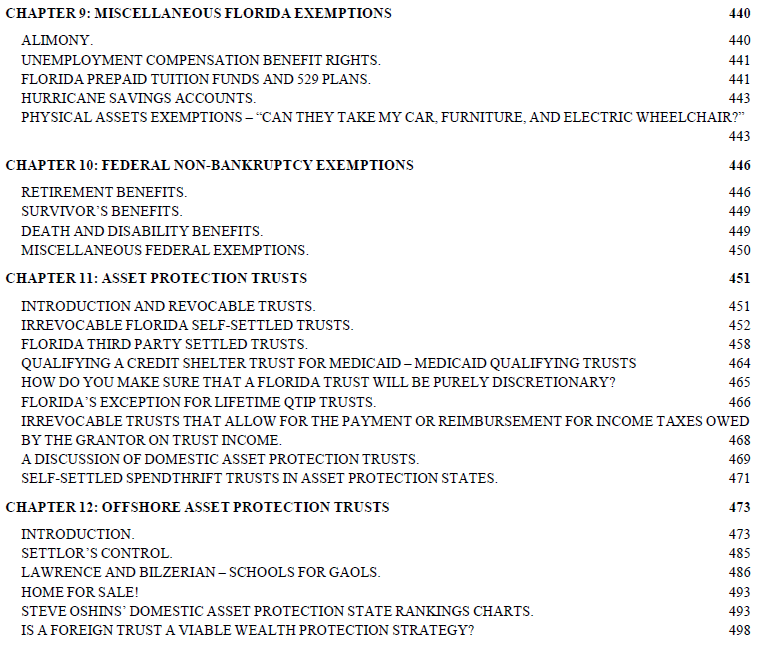 CHAPTER 9: MISCELLANEOUS FLORIDA EXEMPTIONS 440
ALIMONY. 440
UNEMPLOYMENT COMPENSATION BENEFIT RIGHTS. 441
FLORIDA PREPAID TUITION FUNDS AND 529 PLANS. 441
HURRICANE SAVINGS ACCOUNTS. 443
PHYSICAL ASSETS EXEMPTIONS – “CAN THEY TAKE MY CAR, FURNITURE, AND ELECTRIC WHEELCHAIR?”
443
CHAPTER 10: FEDERAL NON-BANKRUPTCY EXEMPTIONS 446
RETIREMENT BENEFITS. 446
SURVIVOR’S BENEFITS. 449
DEATH AND DISABILITY BENEFITS. 449
MISCELLANEOUS FEDERAL EXEMPTIONS. 450
CHAPTER 11: ASSET PROTECTION TRUSTS 451
INTRODUCTION AND REVOCABLE TRUSTS. 451
IRREVOCABLE FLORIDA SELF-SETTLED TRUSTS. 452
FLORIDA THIRD PARTY SETTLED TRUSTS. 458
QUALIFYING A CREDIT SHELTER TRUST FOR MEDICAID – MEDICAID QUALIFYING TRUSTS 464
HOW DO YOU MAKE SURE THAT A FLORIDA TRUST WILL BE PURELY DISCRETIONARY? 465
FLORIDA’S EXCEPTION FOR LIFETIME QTIP TRUSTS. 466
IRREVOCABLE TRUSTS THAT ALLOW FOR THE PAYMENT OR REIMBURSEMENT FOR INCOME TAXES OWED
BY THE GRANTOR ON TRUST INCOME. 468
A DISCUSSION OF DOMESTIC ASSET PROTECTION TRUSTS. 469
SELF-SETTLED SPENDTHRIFT TRUSTS IN ASSET PROTECTION STATES. 471
CHAPTER 12: OFFSHORE ASSET PROTECTION TRUSTS 473
INTRODUCTION. 473
SETTLOR’S CONTROL. 485
LAWRENCE AND BILZERIAN – SCHOOLS FOR GAOLS. 486
HOME FOR SALE! 493
STEVE OSHINS’ DOMESTIC ASSET PROTECTION STATE RANKINGS CHARTS. 493
IS A FOREIGN TRUST A VIABLE WEALTH PROTECTION STRATEGY? 498